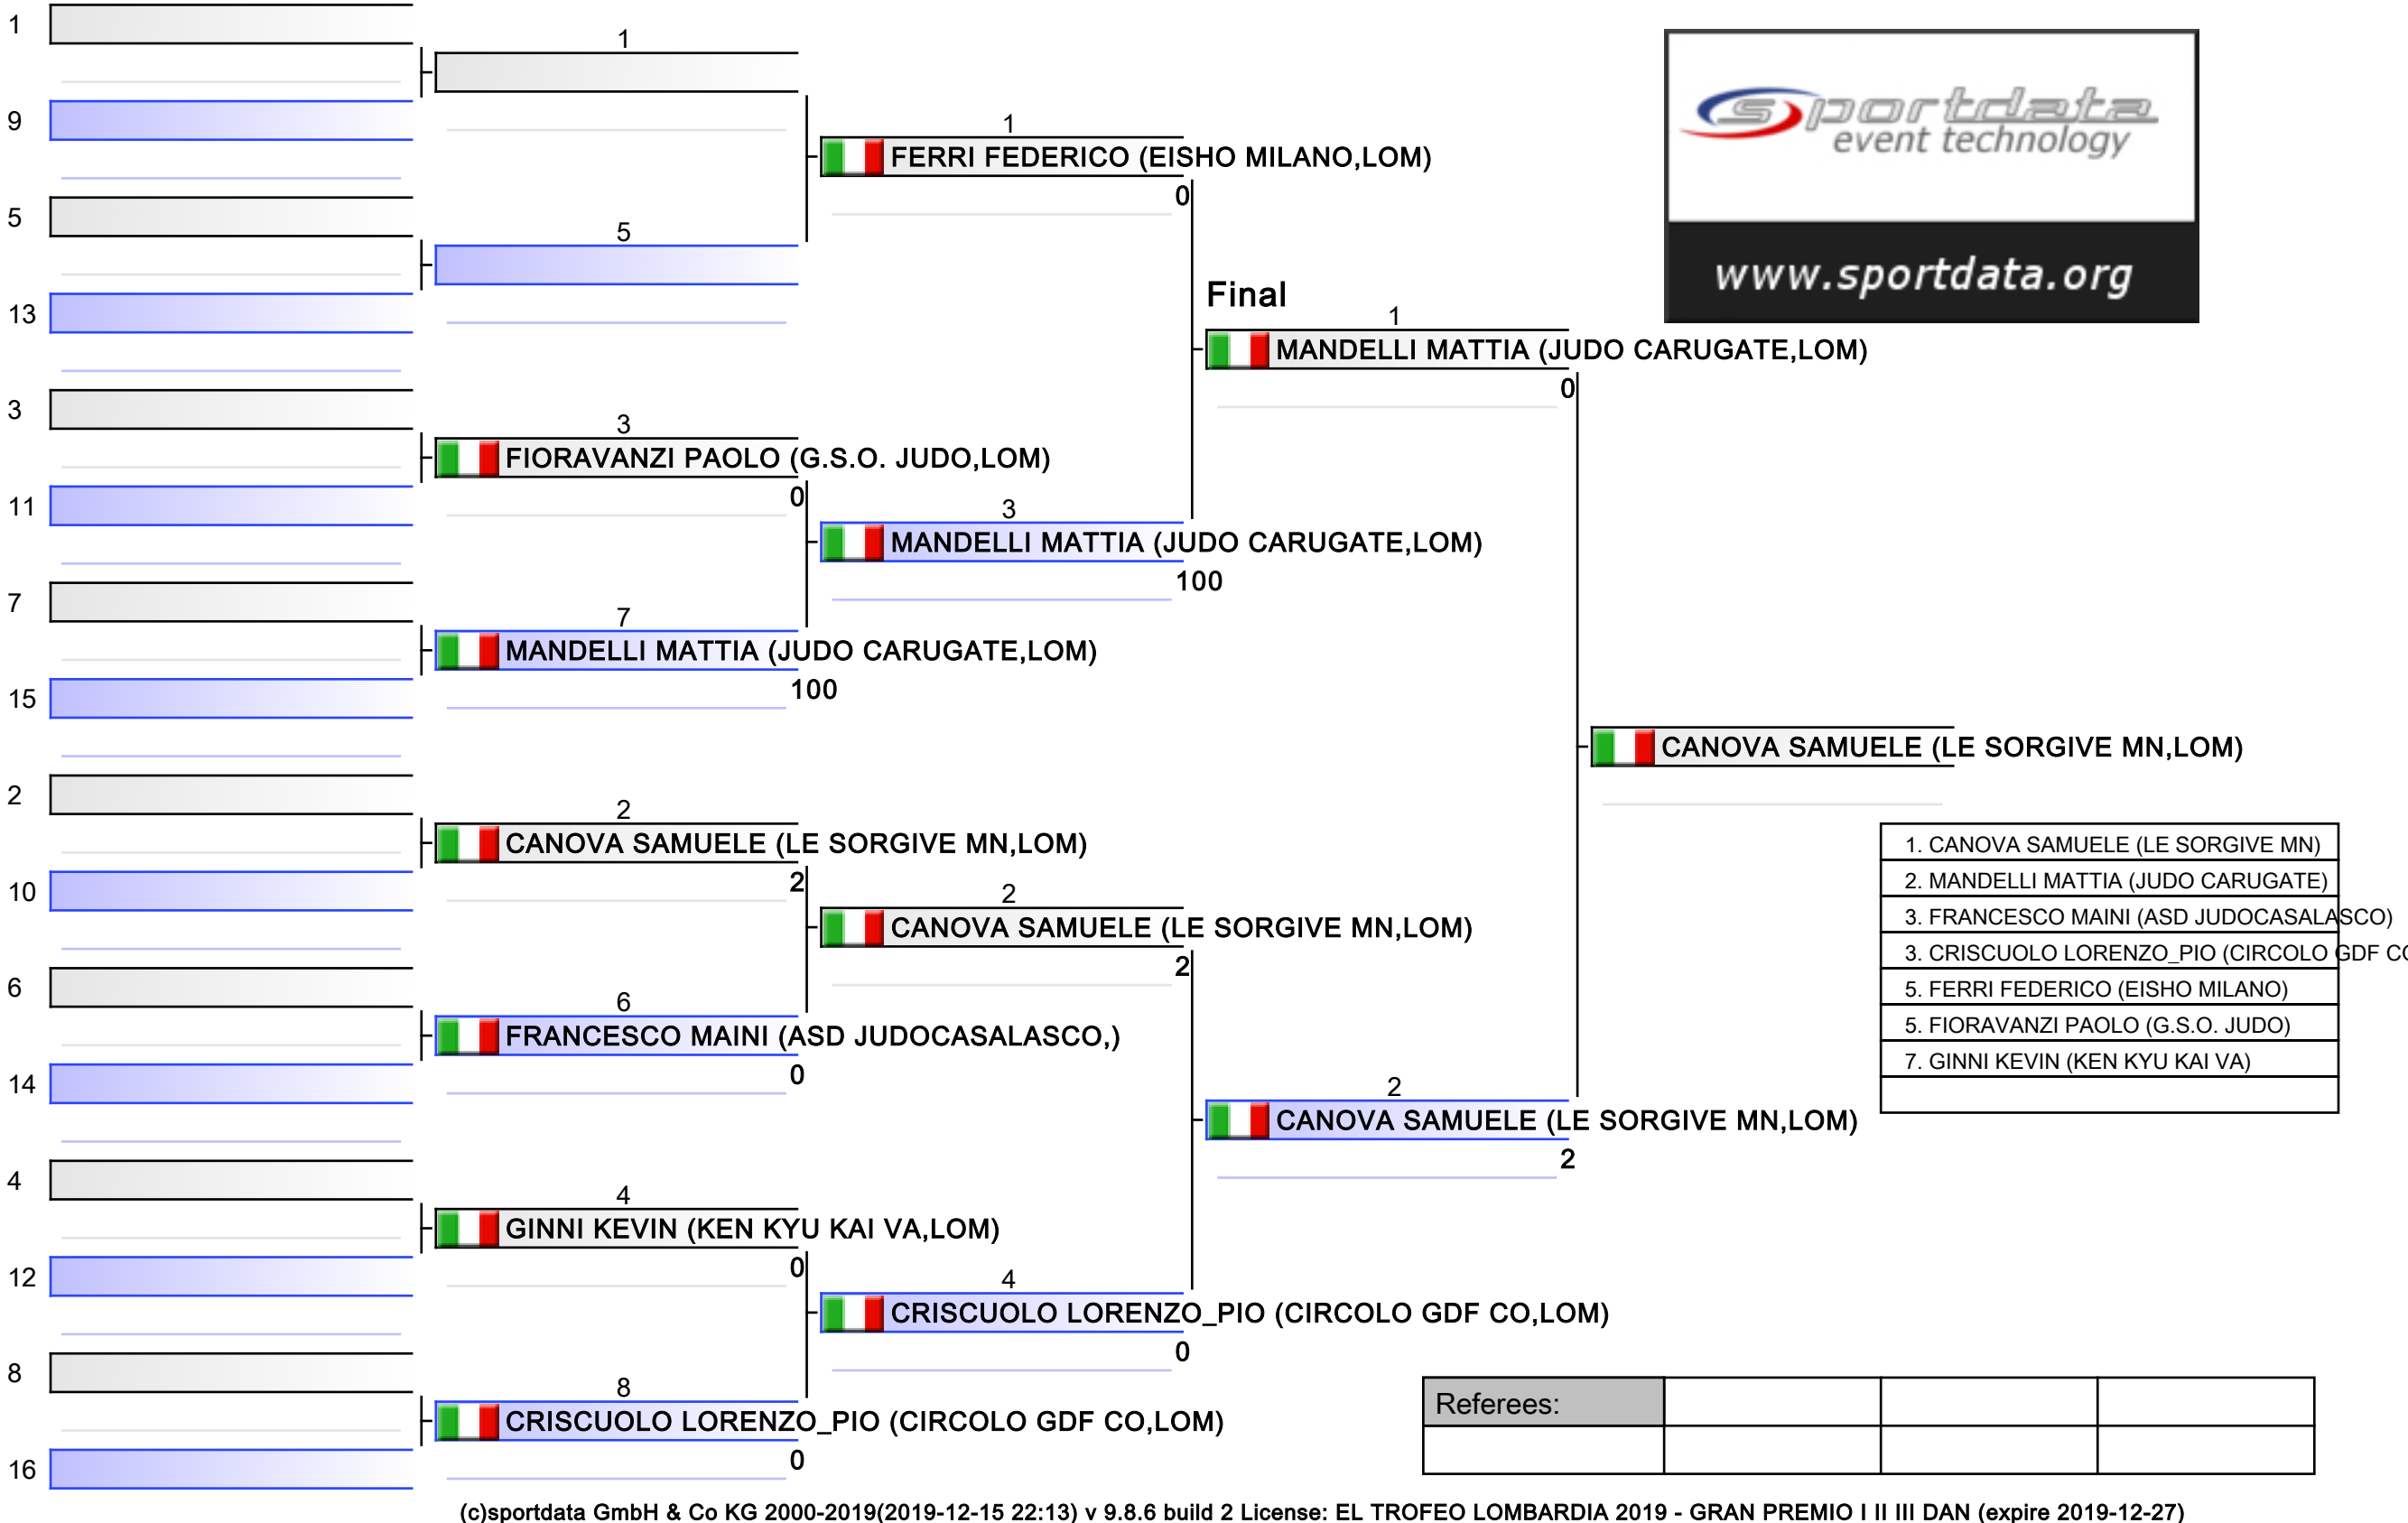 1
9
5
13
3
11
7
15
2
10
6
14
4
12
8
16
1
5
3
FIORAVANZI PAOLO (G.S.O. JUDO,LOM)
0
7
MANDELLI MATTIA (JUDO CARUGATE,LOM)
100
2
CANOVA SAMUELE (LE SORGIVE MN,LOM)
2
6
FRANCESCO MAINI (ASD JUDOCASALASCO,)
0
4
GINNI KEVIN (KEN KYU KAI VA,LOM)
0
8
CRISCUOLO LORENZO_PIO (CIRCOLO GDF CO,LOM)
0
1
FERRI FEDERICO (EISHO MILANO,LOM)
0
3
MANDELLI MATTIA (JUDO CARUGATE,LOM)
100
2
CANOVA SAMUELE (LE SORGIVE MN,LOM)
2
4
CRISCUOLO LORENZO_PIO (CIRCOLO GDF CO,LOM)
0
Final
1
MANDELLI MATTIA (JUDO CARUGATE,LOM)
0
2
CANOVA SAMUELE (LE SORGIVE MN,LOM)
2
CANOVA SAMUELE (LE SORGIVE MN,LOM)
sportdata
event technology
www.sportdata.org
1. CANOVA SAMUELE (LE SORGIVE MN)
2. MANDELLI MATTIA (JUDO CARUGATE)
3. FRANCESCO MAINI (ASD JUDOCASALASCO)
3. CRISCUOLO LORENZO_PIO (CIRCOLO GDF CO
5. FERRI FEDERICO (EISHO MILANO)
5. FIORAVANZI PAOLO (G.S.O. JUDO)
7. GINNI KEVIN (KEN KYU KAI VA)
Referees:
(c)sportdata GmbH & Co KG 2000-2019(2019-12-15 22:13) v 9.8.6 build 2 License: EL TROFEO LOMBARDIA 2019 - GRAN PREMIO I II III DAN (expire 2019-12-27)